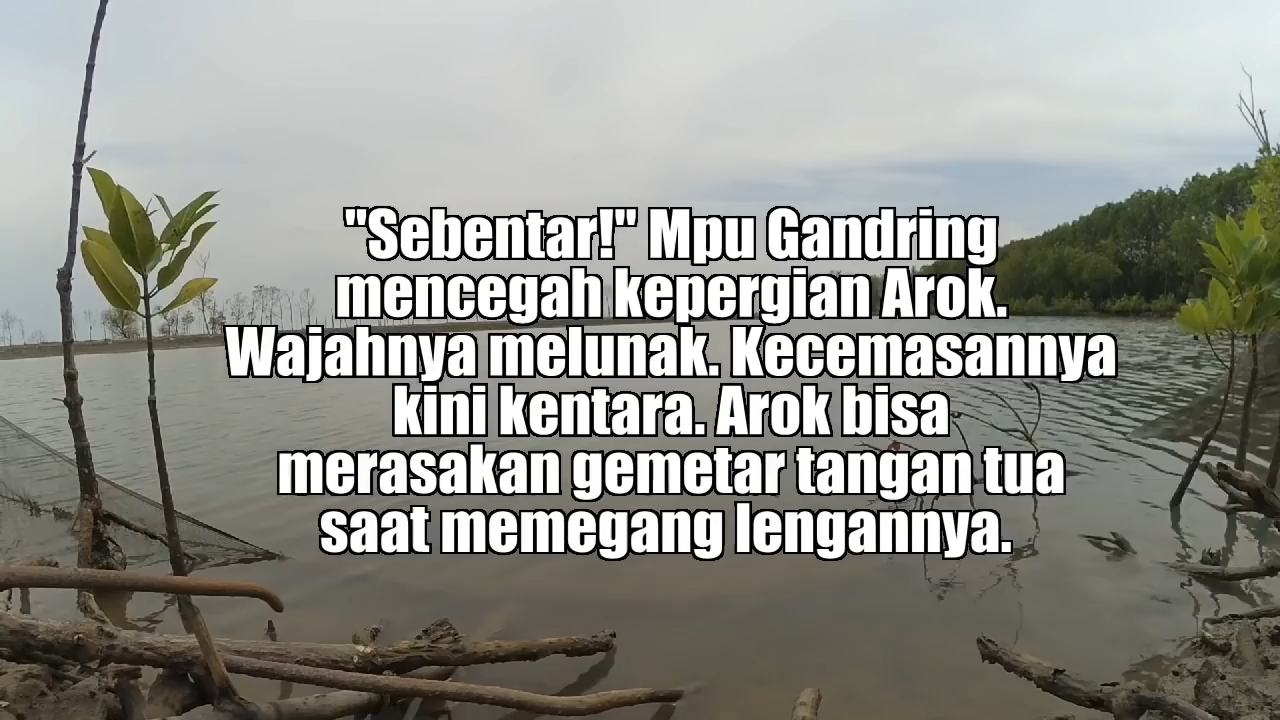 "Sebentar!" Mpu Gandring
mencegah kepergian Arok.
Wajahnya melunak. Kecemasannya
kini kentara. Arok bisa
merasakan gemetar tangan tua
saat memegang lengannya.